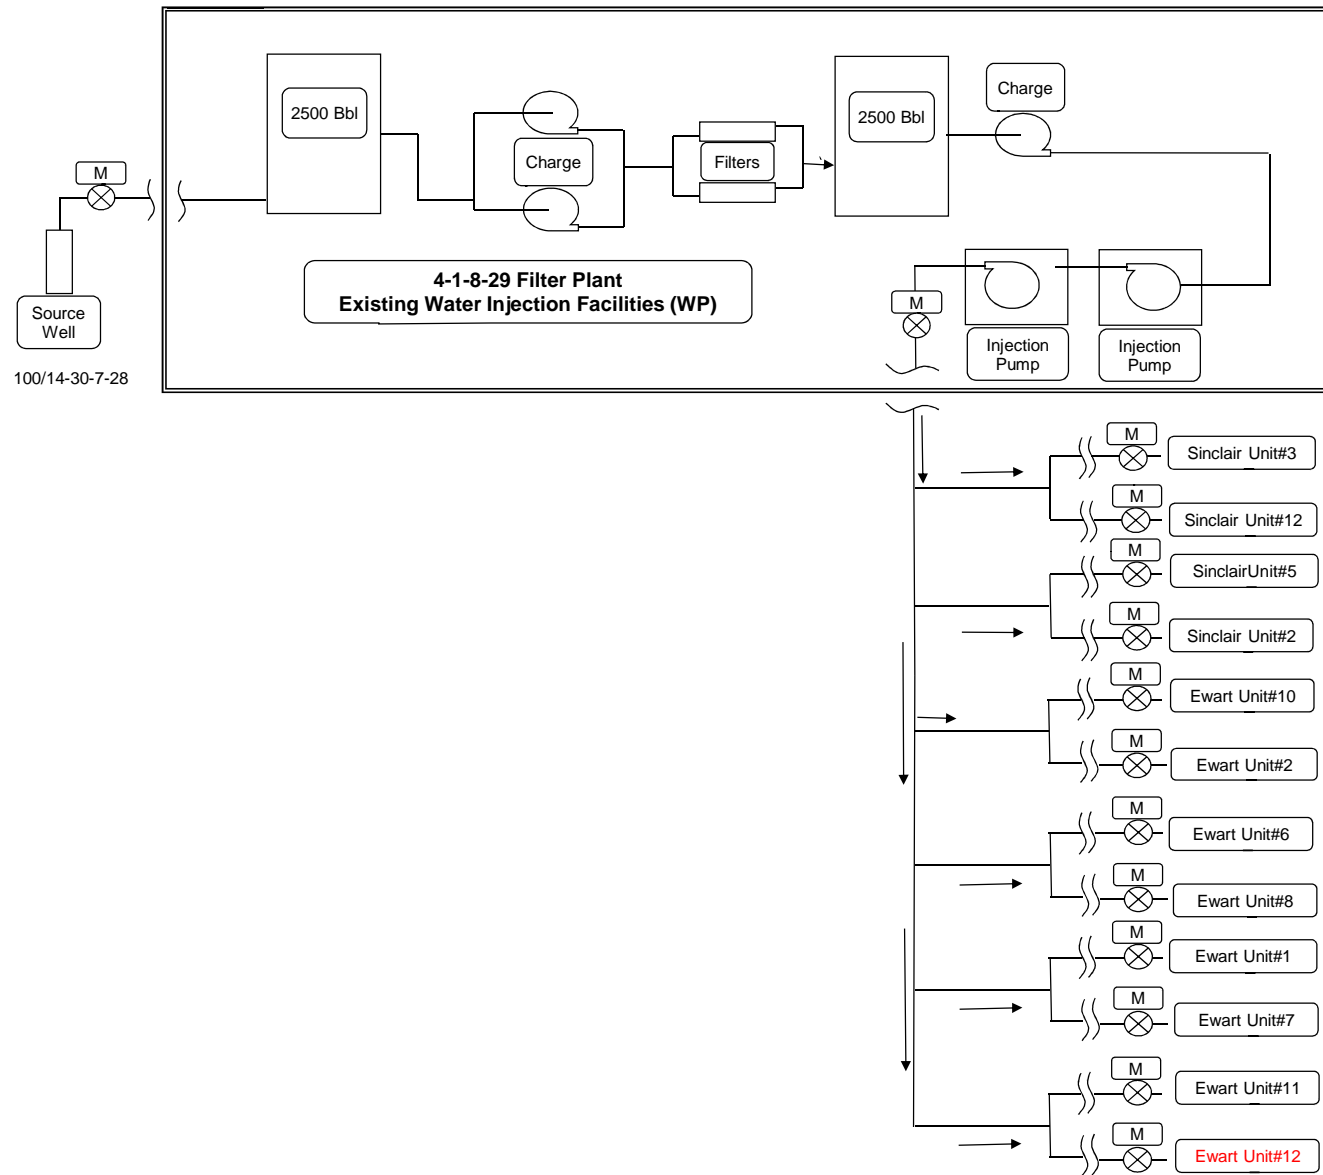 2500 Bbl
Charge
Filters
2500 Bbl
Charge
M
Source
Well
100/14-30-7-28
4-1-8-29 Filter Plant
Existing Water Injection Facilities (WP)
M
Injection
Pump
Injection
Pump
M
Sinclair Unit#3
M
Sinclair Unit#12
M
SinclairUnit#5
M
Sinclair Unit#2
M
Ewart Unit#10
M
Ewart Unit#2
M
Ewart Unit#6
M
Ewart Unit#8
M
Ewart Unit#1
M
Ewart Unit#7
M
Ewart Unit#11
M
Ewart Unit#12